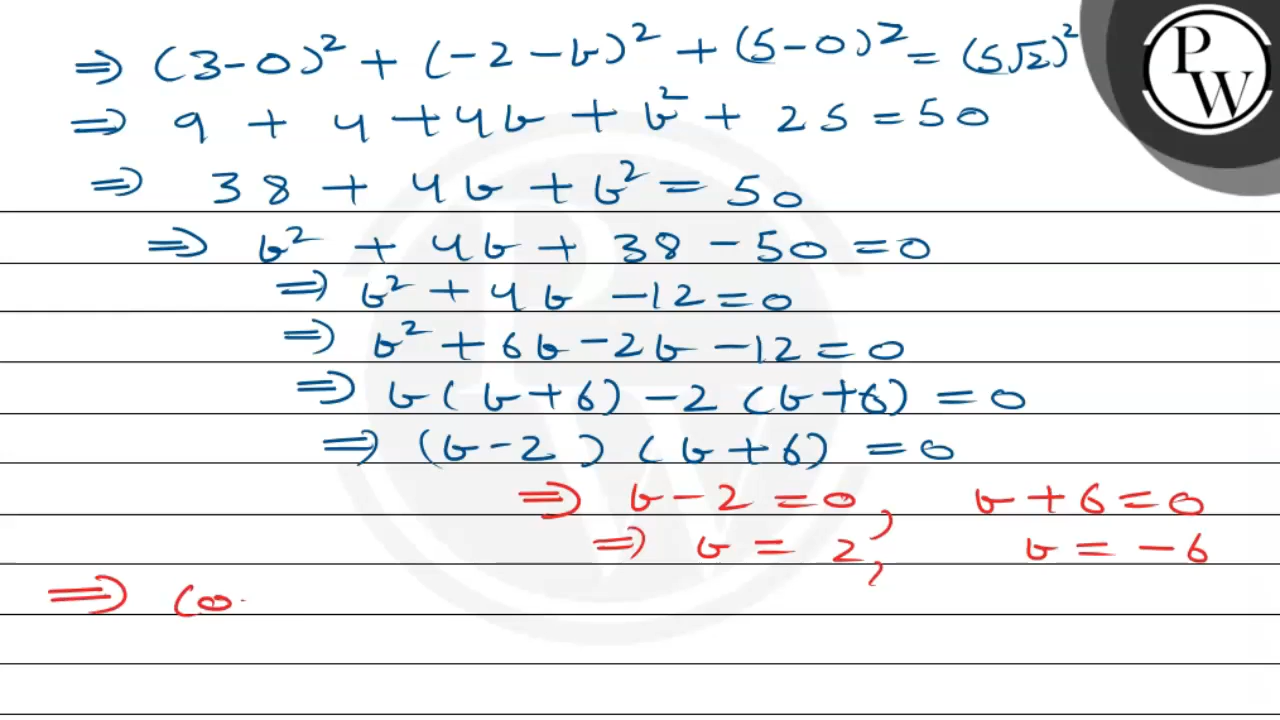 ⇒ (3-0)² + (-2-b)² + (5-0)² = (5√2)²
⇒ 9 + 4 + 4b + b² + 25 = 50
⇒ 38 + 4b + b² = 50
⇒ b² + 4b + 38 - 50 = 0
⇒ b² + 4b - 12 = 0
⇒ b² + 6b - 2b - 12 = 0
⇒ b(b+6) - 2(b+6) = 0
⇒ (b-2)(b+6) = 0
⇒ b - 2 = 0, b + 6 = 0
⇒ b = 2, b = -6
⇒ (0
PW